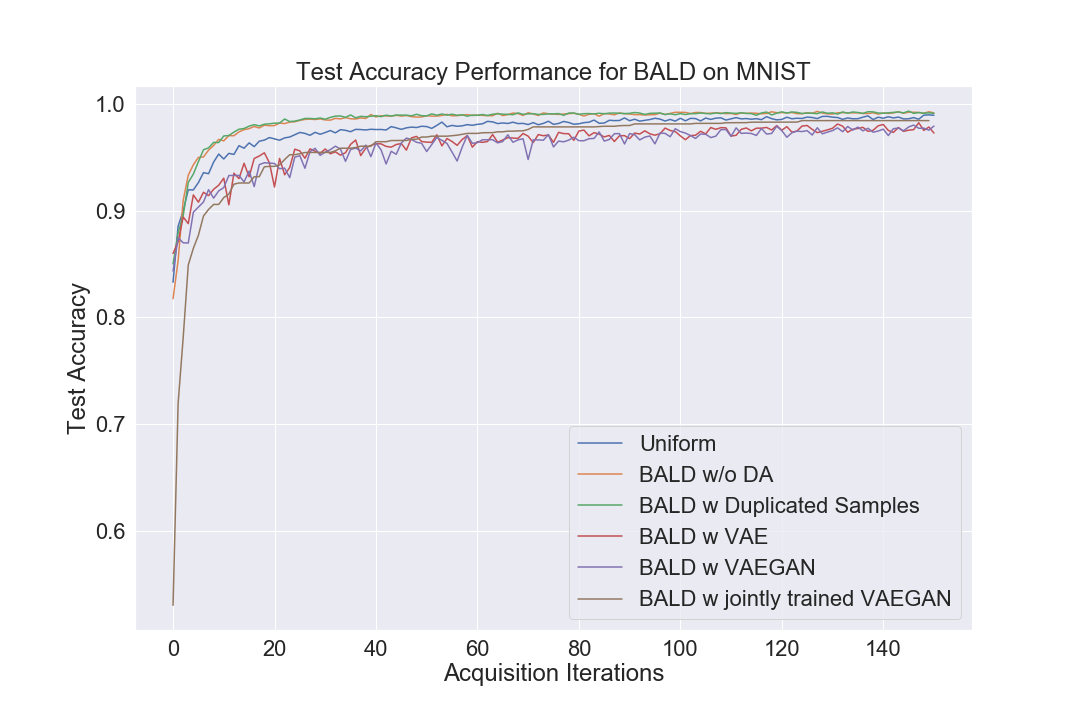 Test Accuracy Performance for BALD on MNIST
1.0
0.9
0.8
0.7
0.6
Test Accuracy
Uniform
BALD w/o DA
BALD w Duplicated Samples
BALD w VAE
BALD w VAEGAN
BALD w jointly trained VAEGAN
0 20 40 60 80 100 120 140
Acquisition Iterations